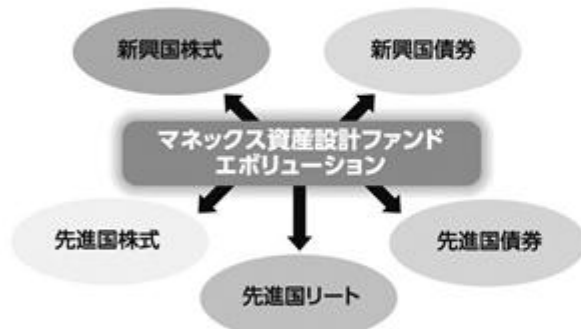 新興国株式
新興国債券
マネックス資産設計ファンド
エボリューション
先進国株式
先進国債券
先進国リート